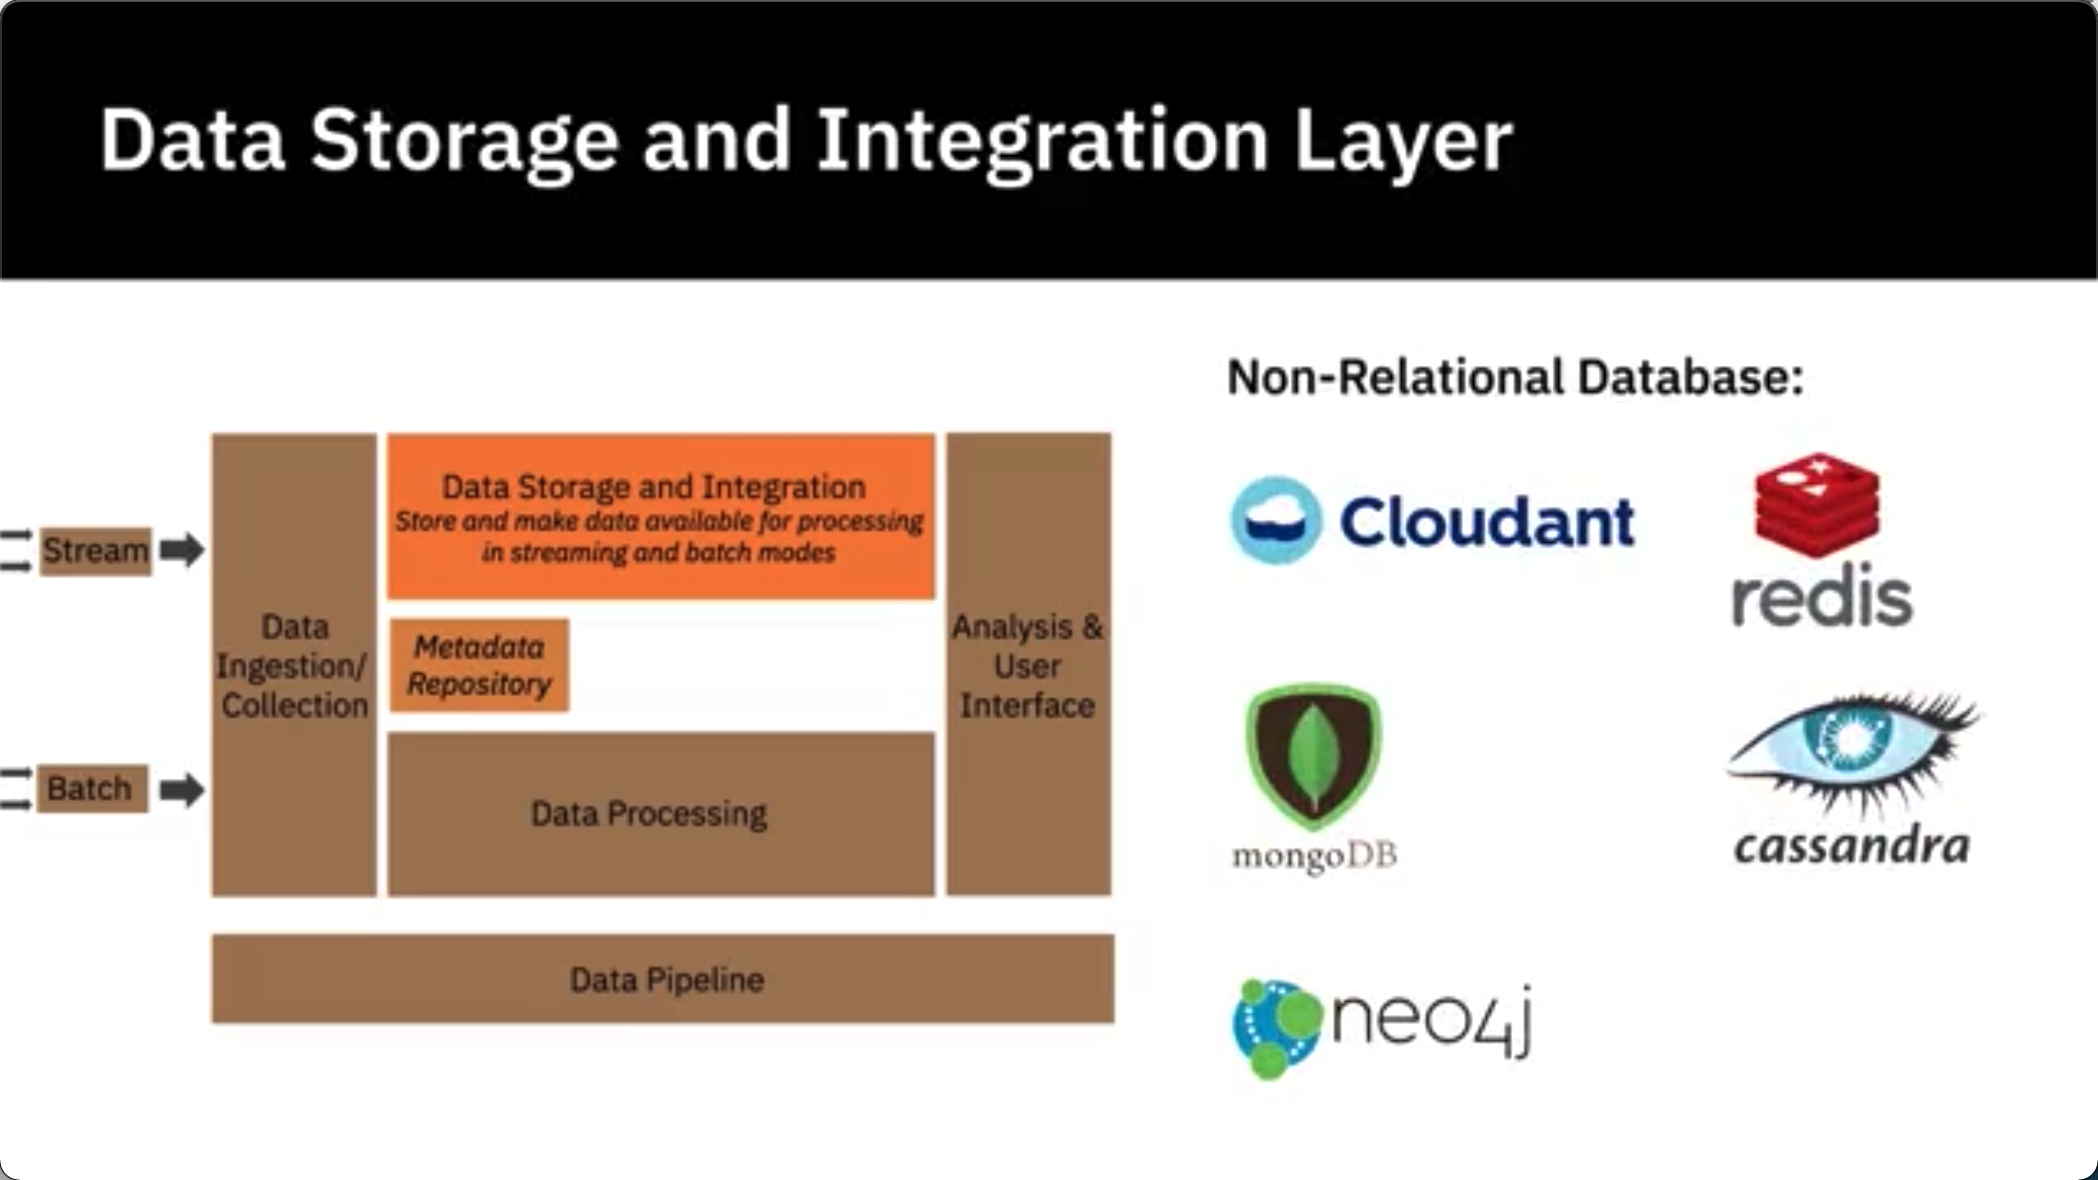 Data Storage and Integration Layer
Stream
Batch
Data
Ingestion/
Collection
Data Storage and Integration
Store and make data available for processing
in streaming and batch modes
Metadata
Repository
Data Processing
Analysis &
User
Interface
Data Pipeline
Non-Relational Database:
Cloudant
redis
mongoDB
cassandra
neo4j